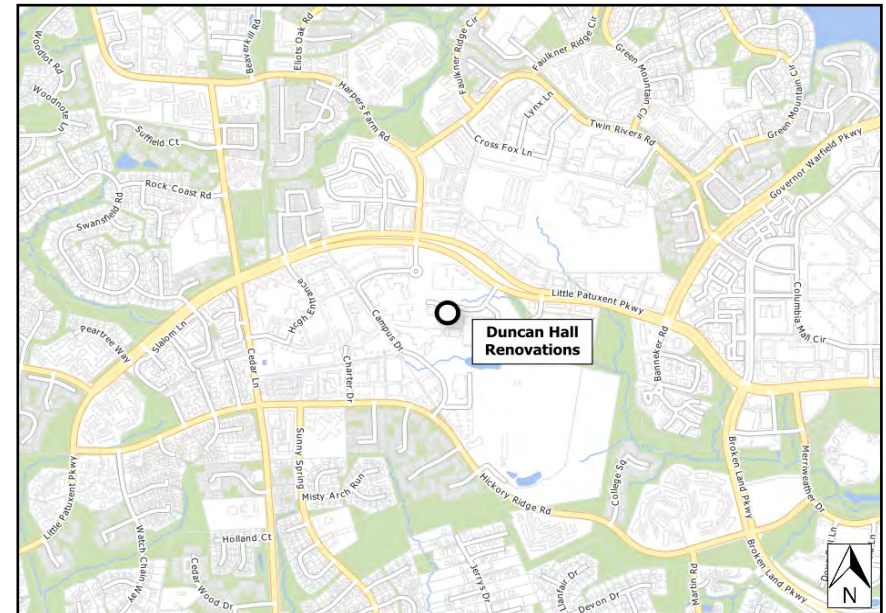 Woodlot Rd
Beaverkill Rd
Eliots Oak Rd
Faulkner Ridge Cir
Faulkner Ridge Cir
Green Mountain Cir
Woodnote Ln
Harpers Farm Rd
Lynx Ln
Green Mountain Cir
Suffield Ct
Cross Fox Ln
Twin Rivers Rd
Governor Warfield Pkwy
Rock Coast Rd
Swansfield Rd
Hcgh Entrance
Little Patuxent Pkwy
Columbia Mall Cir
Campus Dr
Duncan Hall
Renovations
Peartree Way
Slalom Ln
Cedar Ln
Charter Dr
Banneker Rd
Sunny Spring
Misty Arch Run
Hickory Ridge Rd
College Sq
Broken Land Pkwy
Merriweather Dr
Little Patuxent Pkwy
Watch Chain Way
Holland Ct
Cedar Wood Dr
Jerry's Dr
Llanfair Dr
Devon Dr
Martin Rd
Broken Land Pkwy
N